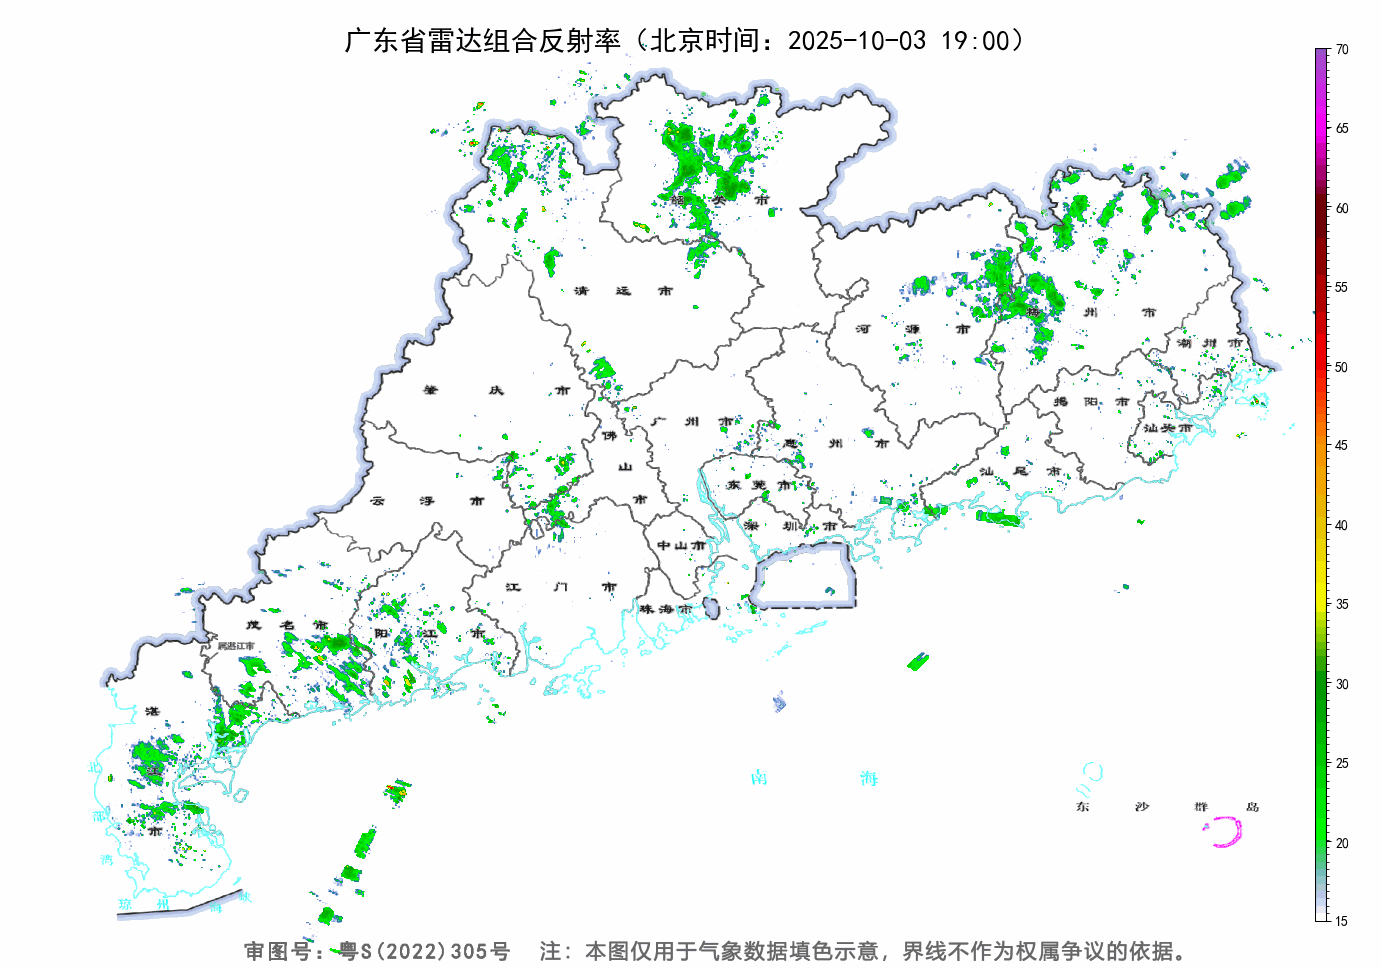 广东省雷达组合反射率（北京时间：2025-10-03 19:00）
70
65
60
55
50
45
40
35
30
25
20
15
韶关市
清远市
河源市
梅州市
潮州市
肇庆市
广州市
揭阳市
汕头市
佛山市
惠州市
汕尾市
云浮市
东莞市
深圳市
中山市
江门市
珠海市
茂名市
阳江市
属湛江市
湛江市
北部湾
南海
东沙群岛
琼州海峡
审图号：粤S(2022)305号 注：本图仅用于气象数据填色示意，界线不作为权属争议的依据。